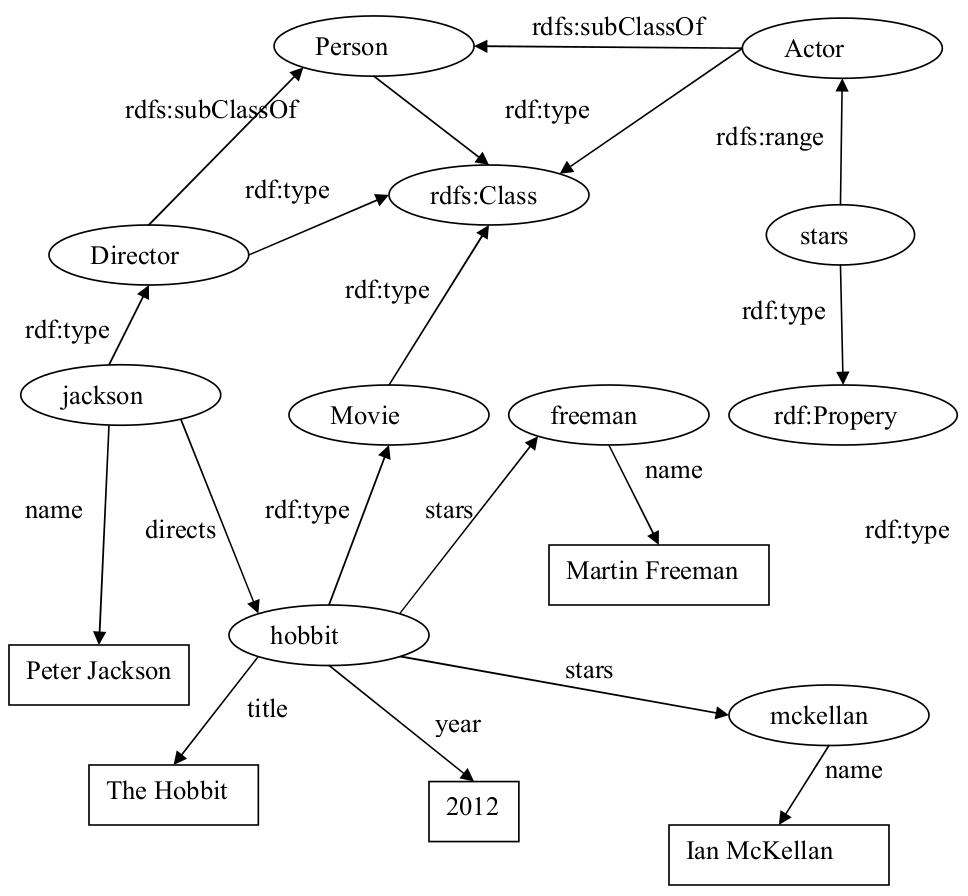 rdfs:subClassOf
Person
Actor
rdfs:subClassOf
rdf:type
rdfs:range
rdf:type
rdfs:Class
stars
Director
rdf:type
rdf:type
rdf:type
jackson
Movie
freeman
rdf:Propery
name
name
directs
rdf:type
stars
rdf:type
Martin Freeman
hobbit
Peter Jackson
stars
title
year
mckellan
name
The Hobbit
2012
Ian McKellan